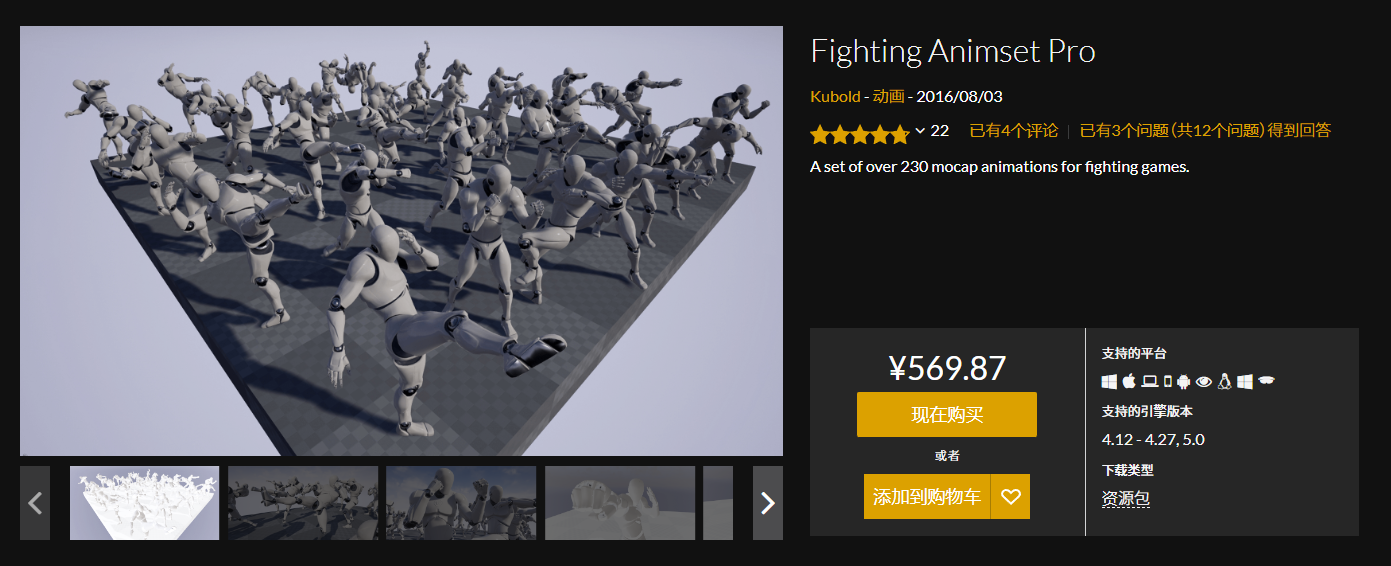 Fighting Animset Pro
Kubold - 动画 - 2016/08/03
22 已有4个评论 已有3个问题 (共12个问题) 得到回答
A set of over 230 mocap animations for fighting games.
¥569.87
现在购买
或者
添加到购物车
支持的平台
支持的引擎版本
4.12 - 4.27, 5.0
下载类型
资源包